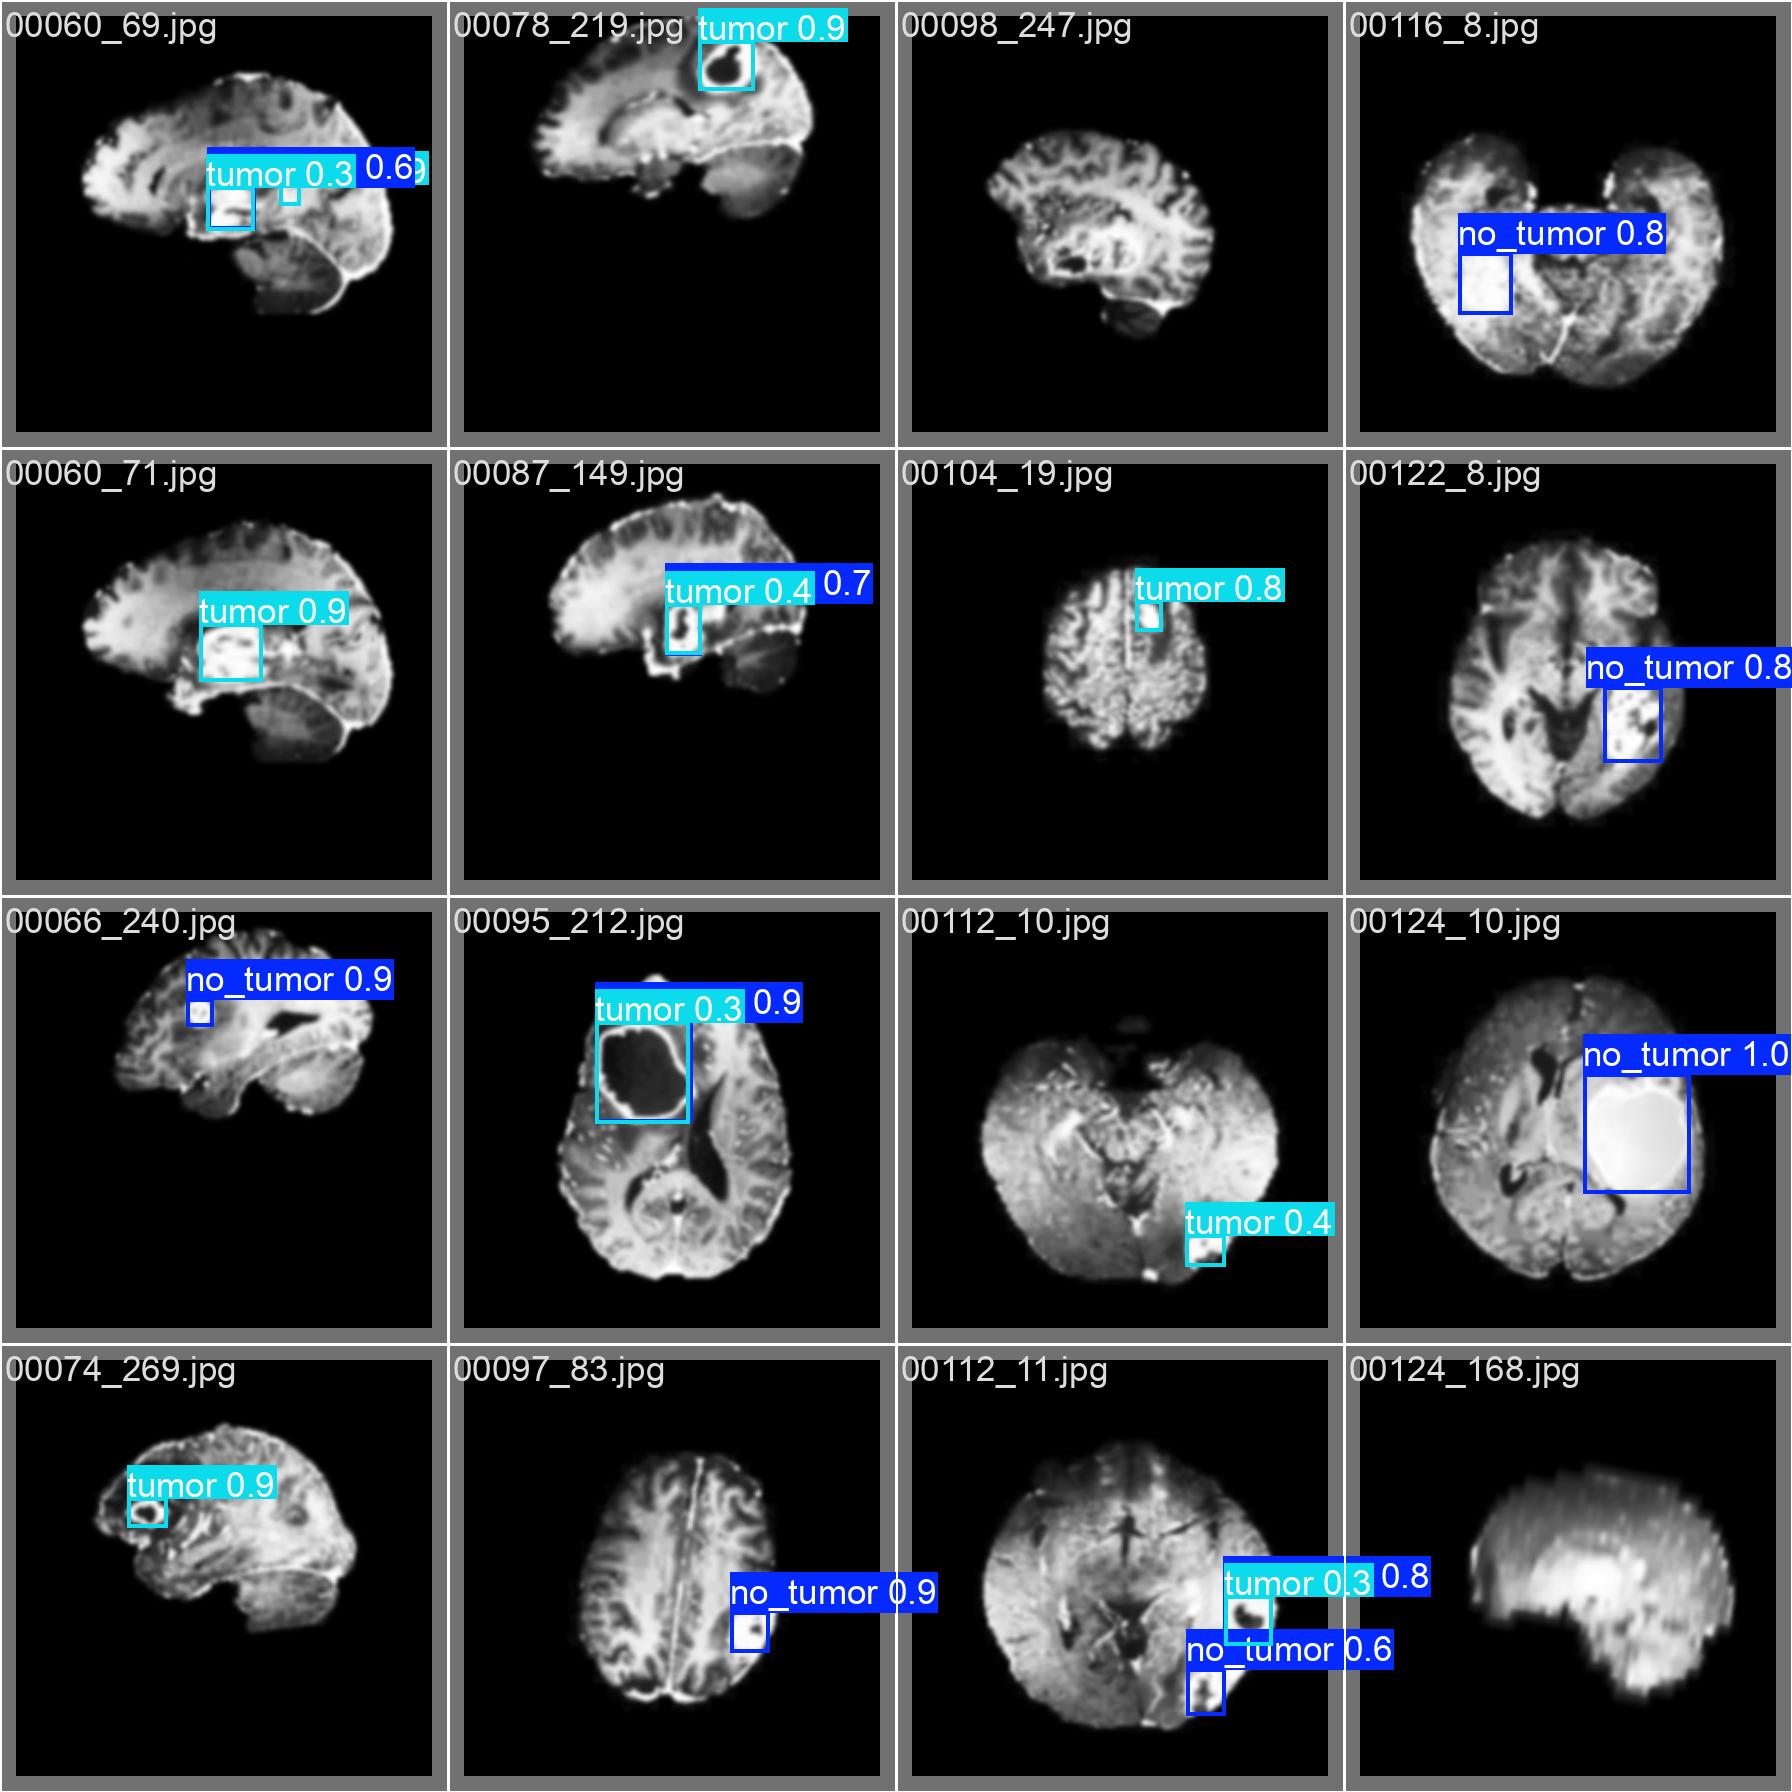 00060_69.jpg
tumor 0.3 0.6 9
00078_219.jpg
tumor 0.9
00098_247.jpg
00116_8.jpg
no_tumor 0.8
00060_71.jpg
tumor 0.9
00087_149.jpg
tumor 0.4 0.7
00104_19.jpg
tumor 0.8
00122_8.jpg
no_tumor 0.8
00066_240.jpg
no_tumor 0.9
00095_212.jpg
tumor 0.3 0.9
00112_10.jpg
tumor 0.4
00124_10.jpg
no_tumor 1.0
00074_269.jpg
tumor 0.9
00097_83.jpg
no_tumor 0.9
00112_11.jpg
tumor 0.3 0.8
no_tumor 0.6
00124_168.jpg